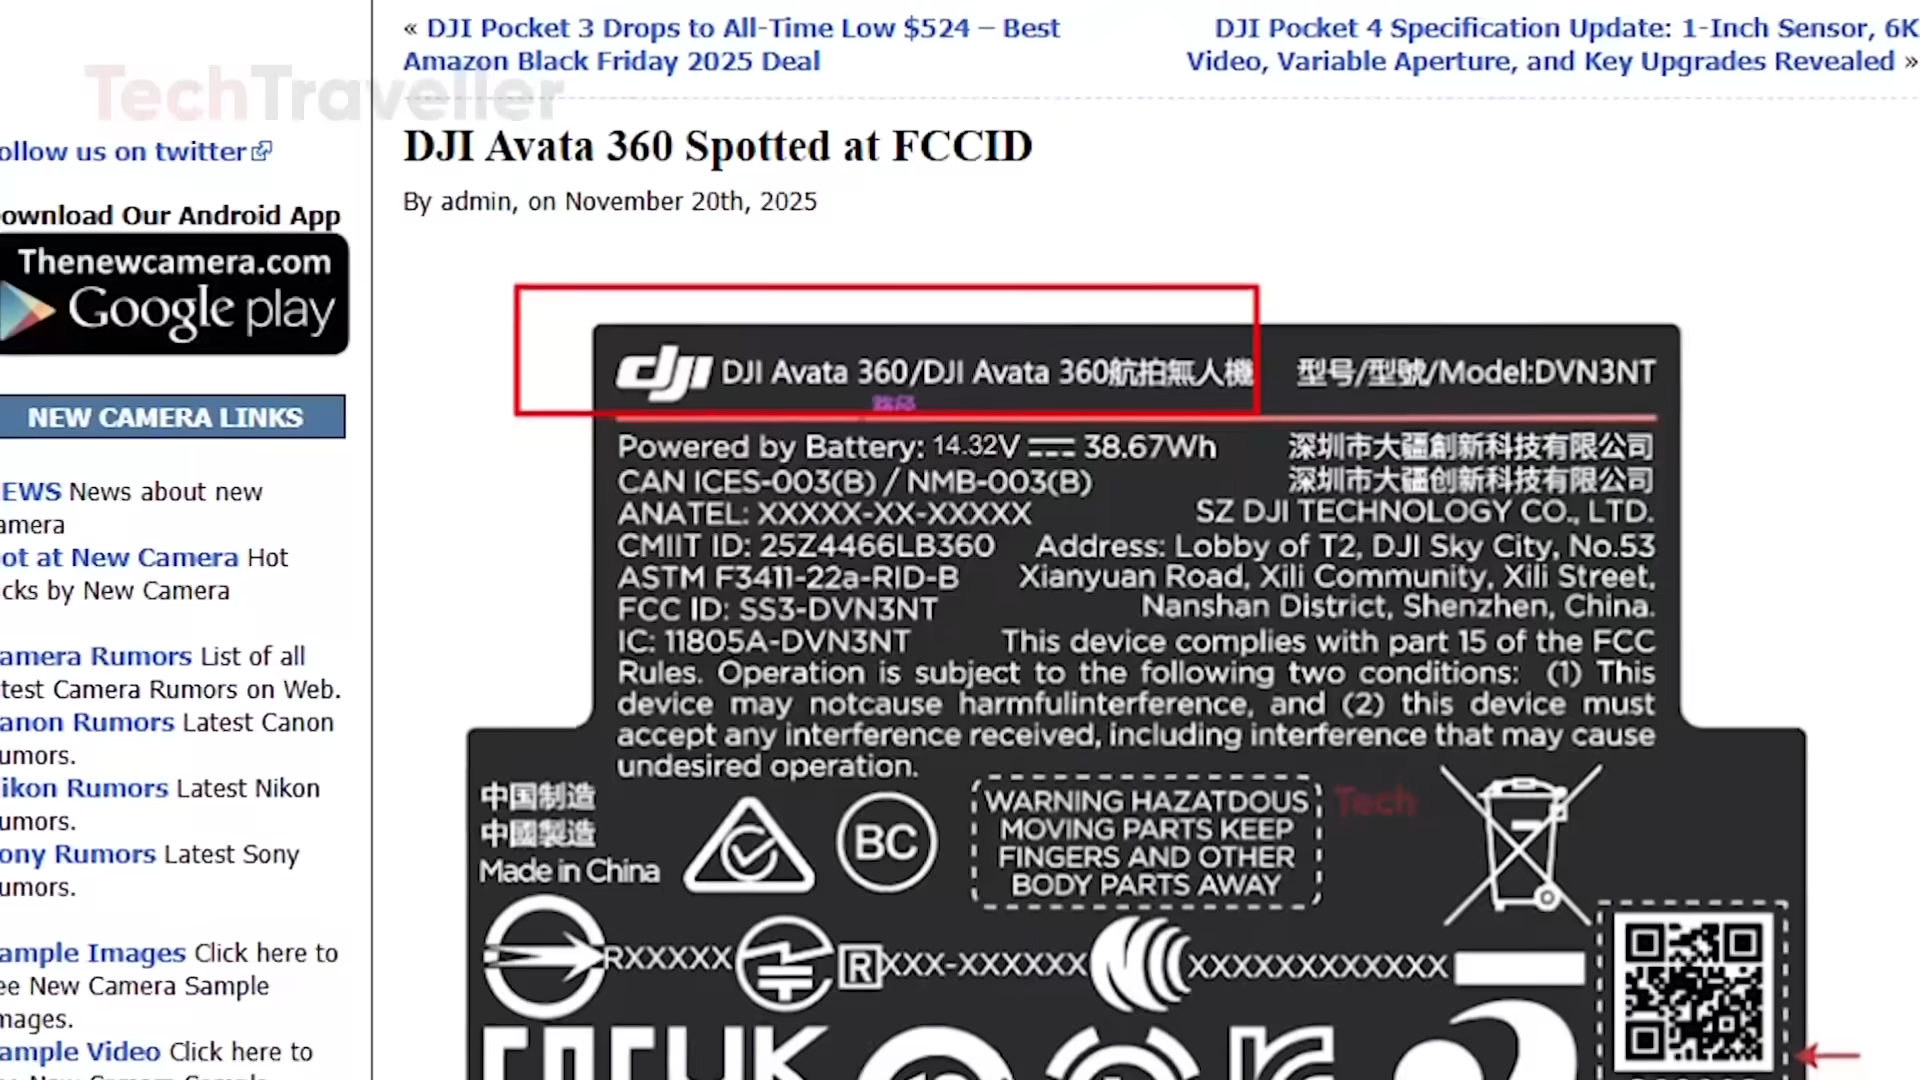 « DJI Pocket 3 Drops to All-Time Low $524 – Best
Amazon Black Friday 2025 Deal
DJI Pocket 4 Specification Update: 1-Inch Sensor, 6K
Video, Variable Aperture, and Key Upgrades Revealed »
TechTraveller
ollow us on twitter
ownload Our Android App
Thenewcamera.com
Google play
NEW CAMERA LINKS
EWS News about new
amera
ot at New Camera Hot
cks by New Camera
amera Rumors List of all
test Camera Rumors on Web.
anon Rumors Latest Canon
umors.
ikon Rumors Latest Nikon
umors.
ony Rumors Latest Sony
umors.
ample Images Click here to
ee New Camera Sample
mages.
ample Video Click here to
DJI Avata 360 Spotted at FCCID
By admin, on November 20th, 2025
dji DJI Avata 360/DJI Avata 360航拍無人機
型号/型號/Model:DVN3NT
Powered by Battery: 14.32V 38.67Wh
深圳市大疆創新科技有限公司
CAN ICES-003(B) / NMB-003(B)
深圳市大疆创新科技有限公司
ANATEL: XXXXX-XX-XXXXX
SZ DJI TECHNOLOGY CO., LTD.
CMIIT ID: 25Z4466LB360
Address: Lobby of T2, DJI Sky City, No.53
ASTM F3411-22a-RID-B
Xianyuan Road, Xili Community, Xili Street,
FCC ID: SS3-DVN3NT
Nanshan District, Shenzhen, China.
IC: 11805A-DVN3NT
This device complies with part 15 of the FCC
Rules. Operation is subject to the following two conditions: (1) This
device may notcause harmfulinterference, and (2) this device must
accept any interference received, including interference that may cause
undesired operation.
中国制造
中國製造
Made in China
BC
WARNING HAZATDOUS
MOVING PARTS KEEP
FINGERS AND OTHER
BODY PARTS AWAY
Tech
RXXXXX
R XXX-XXXXXX
XXXXXXXXXXXXX